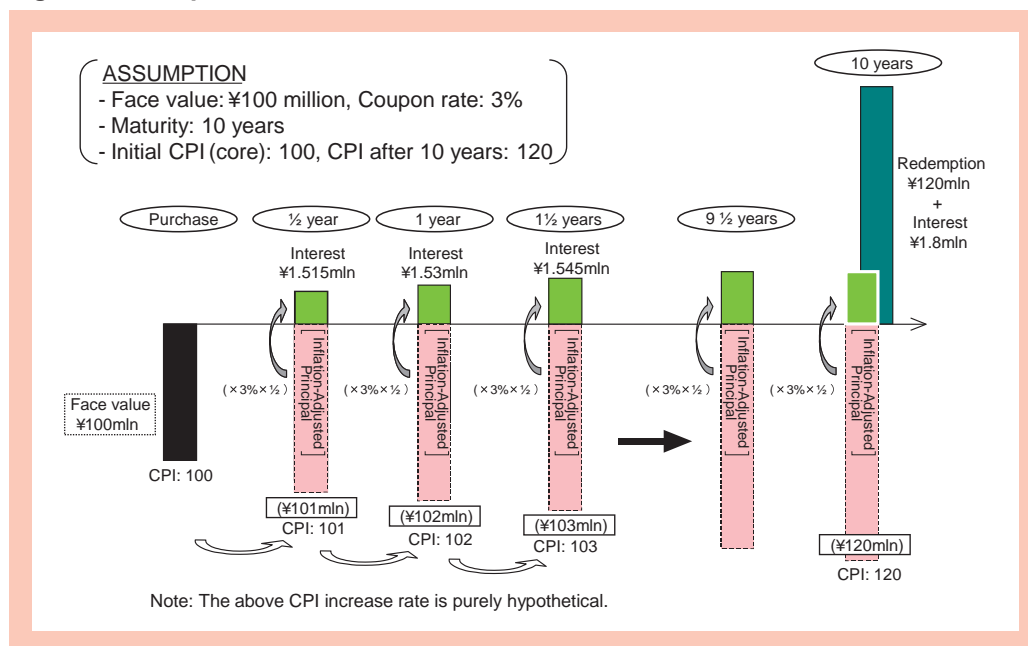 ASSUMPTION
- Face value: ¥100 million, Coupon rate: 3%
- Maturity: 10 years
- Initial CPI (core): 100, CPI after 10 years: 120
10 years
Redemption
¥120mln
+
Interest
¥1.8mln
Purchase
½ year
1 year
1½ years
9 ½ years
Interest
¥1.515mln
Interest
¥1.53mln
Interest
¥1.545mln
(×3%×½)
(×3%×½)
(×3%×½)
(×3%×½)
(×3%×½)
[Inflation-Adjusted
Principal]
[Inflation-Adjusted
Principal]
[Inflation-Adjusted
Principal]
[Inflation-Adjusted
Principal]
[Inflation-Adjusted
Principal]
Face value
¥100mln
CPI: 100
(¥101mln)
CPI: 101
(¥102mln)
CPI: 102
(¥103mln)
CPI: 103
(¥120mln)
CPI: 120
Note: The above CPI increase rate is purely hypothetical.